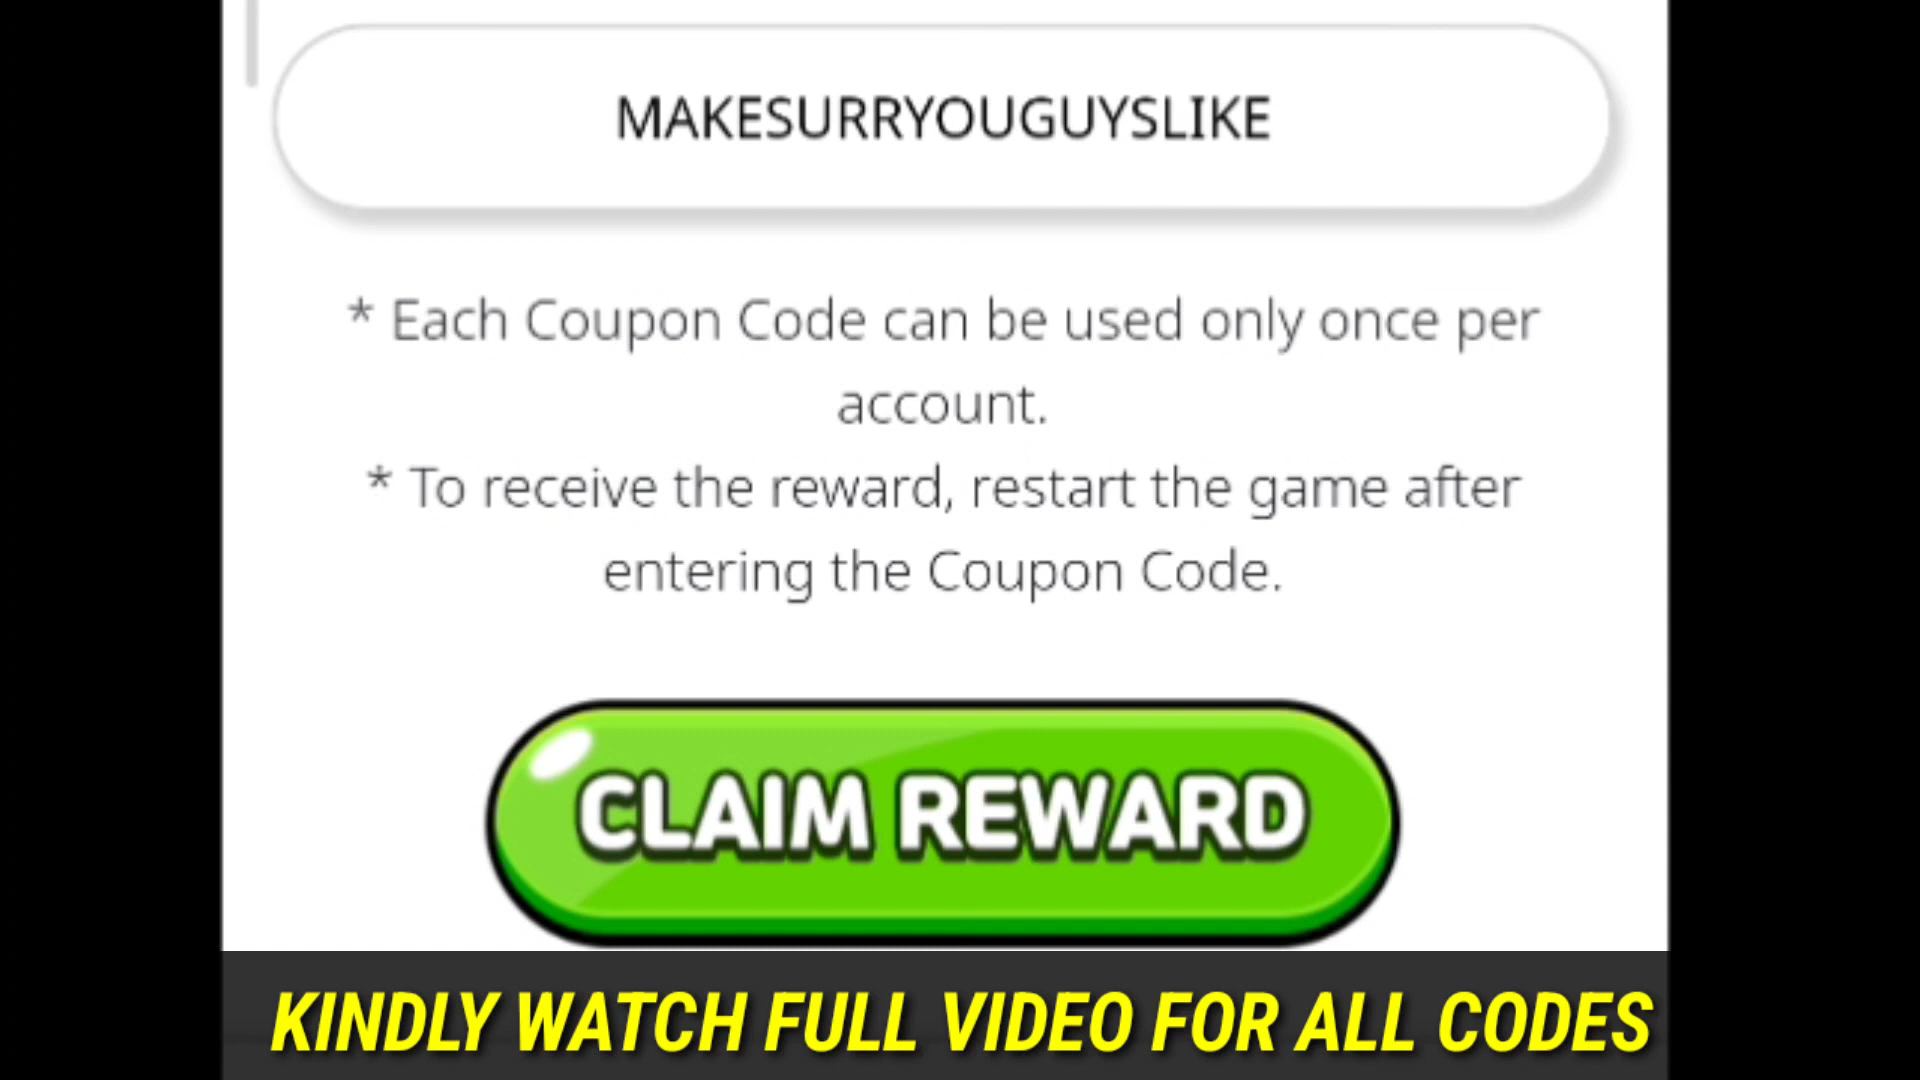 MAKESURRYOUGUYSLIKE
* Each Coupon Code can be used only once per
account.
* To receive the reward, restart the game after
entering the Coupon Code.
CLAIM REWARD
KINDLY WATCH FULL VIDEO FOR ALL CODES